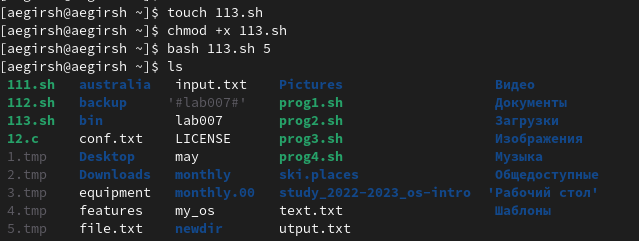 [aegirsh@aegirsh ~]$ touch 113.sh
[aegirsh@aegirsh ~]$ chmod +x 113.sh
[aegirsh@aegirsh ~]$ bash 113.sh 5
[aegirsh@aegirsh ~]$ ls
111.sh australia input.txt Pictures Видео
112.sh backup '#lab007#' prog1.sh Документы
113.sh bin lab007 prog2.sh Загрузки
12.c conf.txt LICENSE prog3.sh Изображения
1.tmp Desktop may prog4.sh Музыка
2.tmp Downloads monthly ski.places Общедоступные
3.tmp equipment monthly.00 study_2022-2023_os-intro 'Рабочий стол'
4.tmp features my_os text.txt Шаблоны
5.tmp file.txt newdir utput.txt